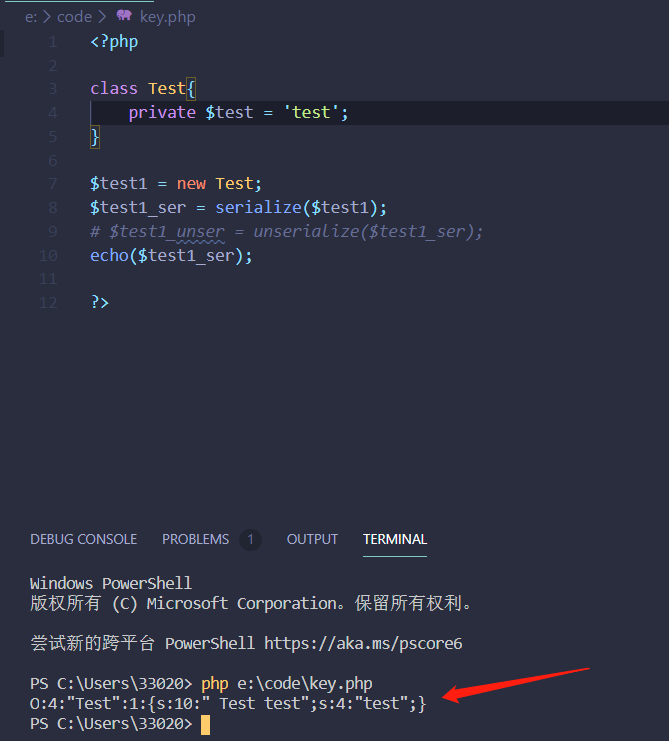 e: > code > key.php
1 <?php
2
3 class Test{
4 private $test = 'test';
5 }
6
7 $test1 = new Test;
8 $test1_ser = serialize($test1);
9 # $test1_unser = unserialize($test1_ser);
10 echo($test1_ser);
11
12 ?>
DEBUG CONSOLE PROBLEMS 1 OUTPUT TERMINAL
Windows PowerShell
版权所有 (C) Microsoft Corporation。保留所有权利。
尝试新的跨平台 PowerShell https://aka.ms/pscore6
PS C:\Users\33020> php e:\code\key.php
O:4:"Test":1:{s:10:" Test test";s:4:"test";}
PS C:\Users\33020>